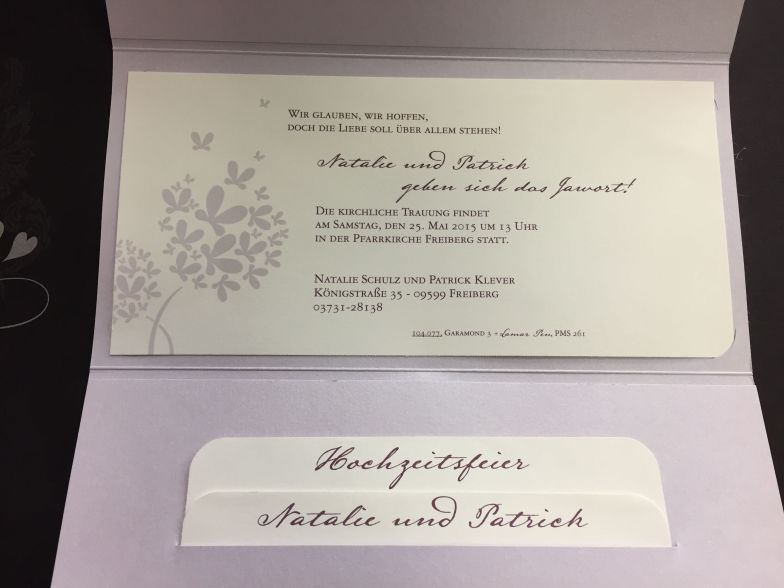 WIR GLAUBEN, WIR HOFFEN,
DOCH DIE LIEBE SOLL ÜBER ALLEM STEHEN!
Natalie und Patrick
geben sich das Jawort!
DIE KIRCHLICHE TRAUUNG FINDET
AM SAMSTAG, DEN 25. MAI 2015 UM 13 UHR
IN DER PFARRKIRCHE FREIBERG STATT.
NATALIE SCHULZ UND PATRICK KLEVER
KÖNIGSTRASSE 35 - 09599 FREIBERG
03731-28138
104.077, GARAMOND 3 + Lamar Pen, PMS 261
Hochzeitsfeier
Natalie und Patrick